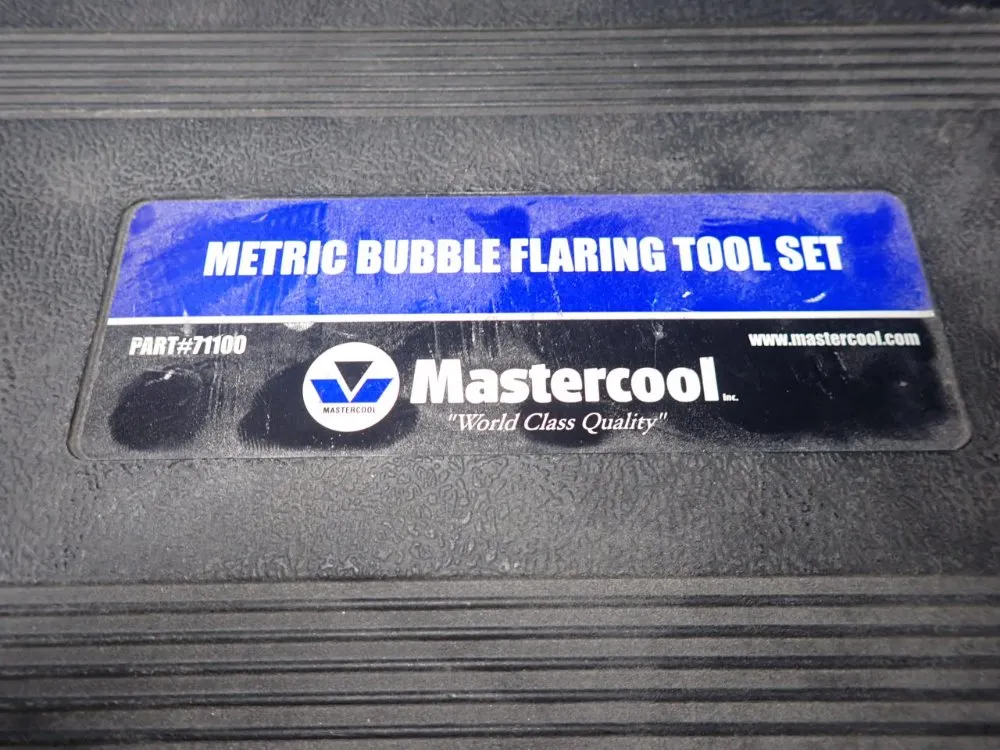 METRIC BUBBLE FLARING TOOL SET
PART#71100
www.mastercool.com
MASTERCOOL
Mastercool Inc.
"World Class Quality"